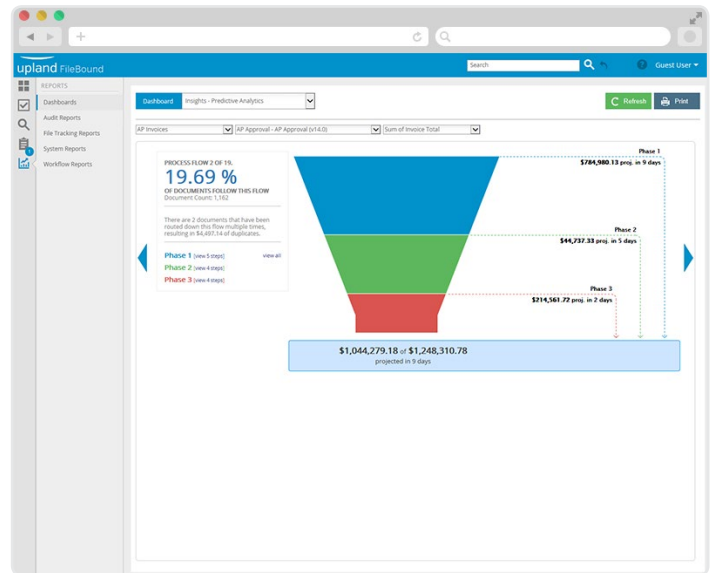 upland FileBound
Search
Guest User
REPORTS
Dashboards
Audit Reports
File Tracking Reports
System Reports
Workflow Reports
Dashboard
Insights - Predictive Analytics
Refresh
Print
AP Invoices
AP Approval - AP Approval (v14.0)
Sum of Invoice Total
PROCESS FLOW 2 OF 19.
19.69 %
OF DOCUMENTS FOLLOW THIS FLOW
Document Count: 1,162
There are 2 documents that have been
routed down this flow multiple times,
resulting in $4,497.14 of duplicates.
Phase 1 [view 5 steps] view all
Phase 2 [view 4 steps]
Phase 3 [view 4 steps]
Phase 1
$784,980.13 proj. in 9 days
Phase 2
$44,737.33 proj. in 5 days
Phase 3
$214,561.72 proj. in 2 days
$1,044,279.18 of $1,248,310.78
projected in 9 days